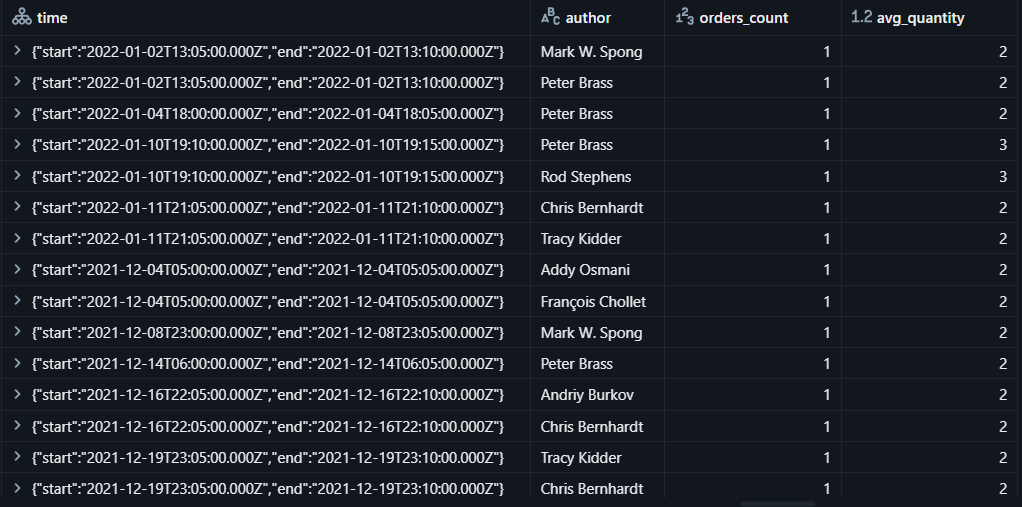 time author 1 2 3 orders_count 1.2 avg_quantity
{"start":"2022-01-02T13:05:00.000Z","end":"2022-01-02T13:10:00.000Z"} Mark W. Spong 1 2
{"start":"2022-01-02T13:05:00.000Z","end":"2022-01-02T13:10:00.000Z"} Peter Brass 1 2
{"start":"2022-01-04T18:00:00.000Z","end":"2022-01-04T18:05:00.000Z"} Peter Brass 1 2
{"start":"2022-01-10T19:10:00.000Z","end":"2022-01-10T19:15:00.000Z"} Peter Brass 1 3
{"start":"2022-01-10T19:10:00.000Z","end":"2022-01-10T19:15:00.000Z"} Rod Stephens 1 3
{"start":"2022-01-11T21:05:00.000Z","end":"2022-01-11T21:10:00.000Z"} Chris Bernhardt 1 2
{"start":"2022-01-11T21:05:00.000Z","end":"2022-01-11T21:10:00.000Z"} Tracy Kidder 1 2
{"start":"2021-12-04T05:00:00.000Z","end":"2021-12-04T05:05:00.000Z"} Addy Osmani 1 2
{"start":"2021-12-04T05:00:00.000Z","end":"2021-12-04T05:05:00.000Z"} François Chollet 1 2
{"start":"2021-12-08T23:00:00.000Z","end":"2021-12-08T23:05:00.000Z"} Mark W. Spong 1 2
{"start":"2021-12-14T06:00:00.000Z","end":"2021-12-14T06:05:00.000Z"} Peter Brass 1 2
{"start":"2021-12-16T22:05:00.000Z","end":"2021-12-16T22:10:00.000Z"} Andriy Burkov 1 2
{"start":"2021-12-16T22:05:00.000Z","end":"2021-12-16T22:10:00.000Z"} Chris Bernhardt 1 2
{"start":"2021-12-19T23:05:00.000Z","end":"2021-12-19T23:10:00.000Z"} Tracy Kidder 1 2
{"start":"2021-12-19T23:05:00.000Z","end":"2021-12-19T23:10:00.000Z"} Chris Bernhardt 1 2